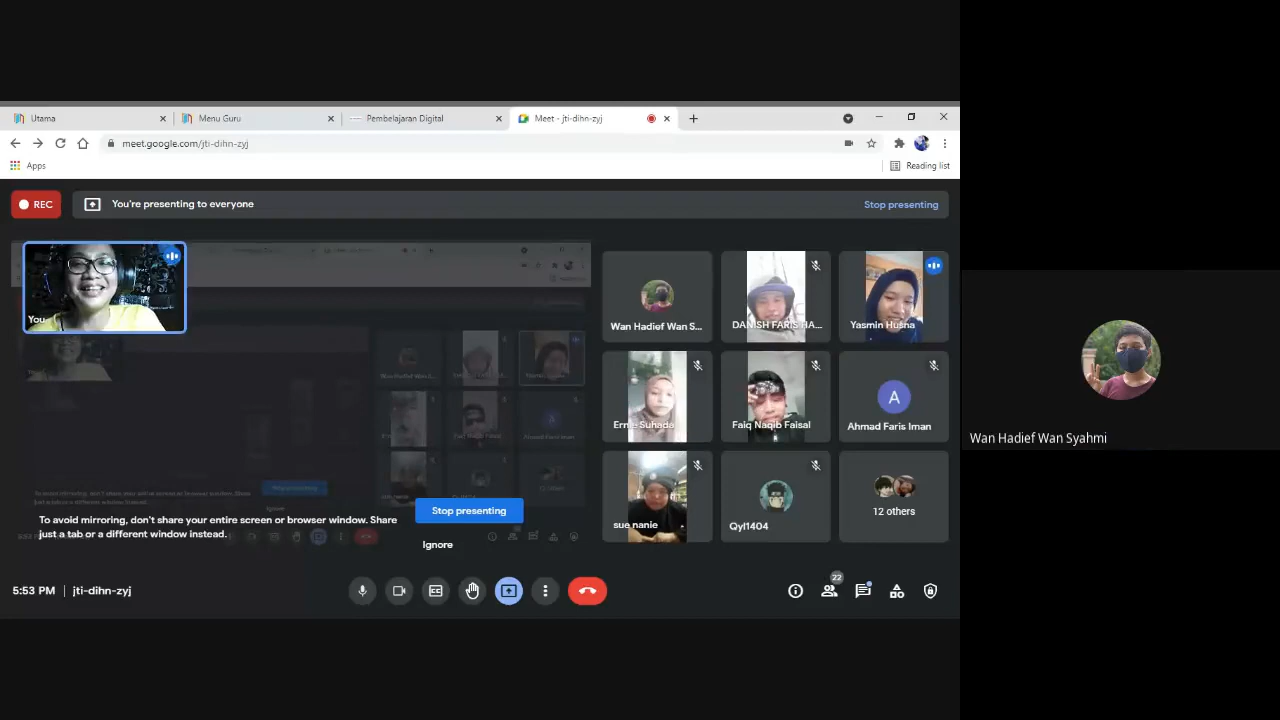 Utama
Menu Guru
Pembelajaran Digital
Meet - jti-dihn-zyj
meet.google.com/jti-dihn-zyj
Apps
Reading list
REC
You're presenting to everyone
Stop presenting
You
Wan Hadief Wan S...
DANISH FARIS HA...
Yasmin Husna
Ernie Suhada
Faiq Naqib Faisal
A
Ahmad Faris Iman
sue nanie
Qyl1404
12 others
To avoid mirroring, don't share your entire screen or browser window. Share
just a tab or a different window instead.
Stop presenting
Ignore
5:53 PM
jti-dihn-zyj
22
Wan Hadief Wan Syahmi